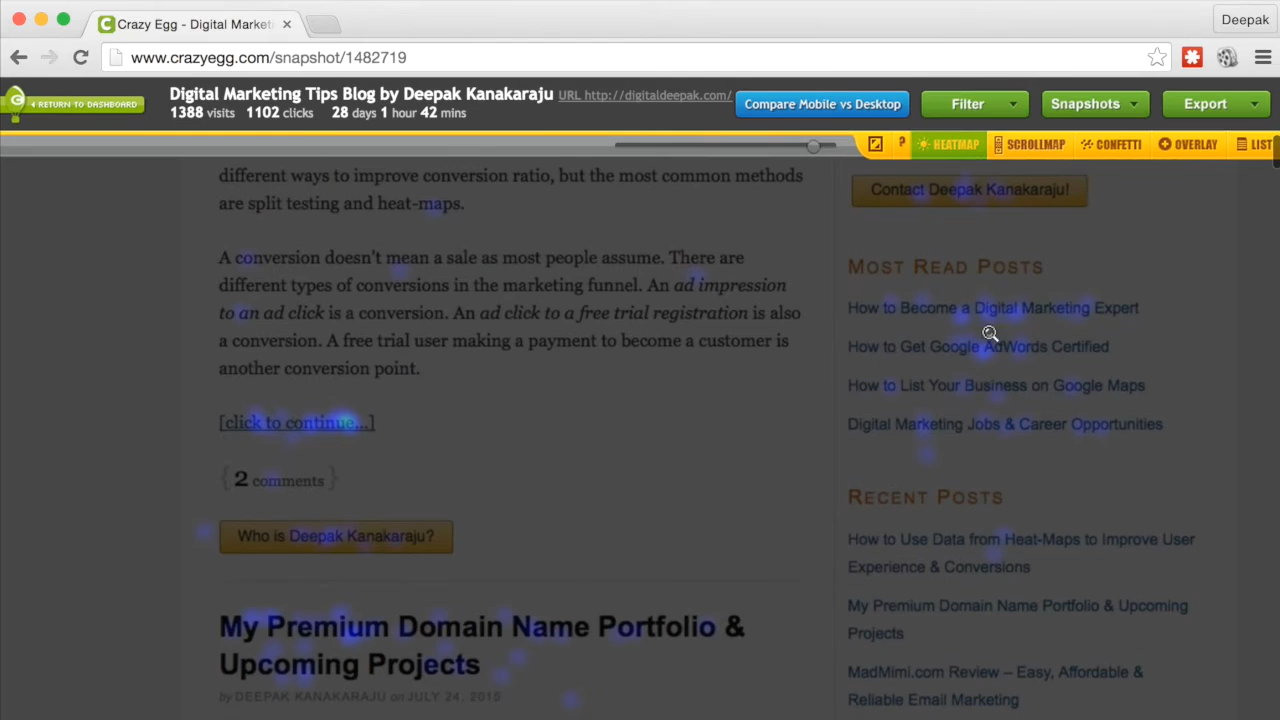 Crazy Egg - Digital Marketi
Deepak
www.crazyegg.com/snapshot/1482719
RETURN TO DASHBOARD
Digital Marketing Tips Blog by Deepak Kanakaraju URL http://digitaldeepak.com/
1388 visits 1102 clicks 28 days 1 hour 42 mins
Compare Mobile vs Desktop
Filter
Snapshots
Export
? HEATMAP SCROLLMAP CONFETTI OVERLAY LIST
different ways to improve conversion ratio, but the most common methods
are split testing and heat-maps.
A conversion doesn't mean a sale as most people assume. There are
different types of conversions in the marketing funnel. An ad impression
to an ad click is a conversion. An ad click to a free trial registration is also
a conversion. A free trial user making a payment to become a customer is
another conversion point.
[click to continue...]
{ 2 comments }
Who is Deepak Kanakaraju?
My Premium Domain Name Portfolio &
Upcoming Projects
by DEEPAK KANAKARAJU on JULY 24, 2015
Contact Deepak Kanakaraju!
MOST READ POSTS
How to Become a Digital Marketing Expert
How to Get Google AdWords Certified
How to List Your Business on Google Maps
Digital Marketing Jobs & Career Opportunities
RECENT POSTS
How to Use Data from Heat-Maps to Improve User
Experience & Conversions
My Premium Domain Name Portfolio & Upcoming
Projects
MadMimi.com Review – Easy, Affordable &
Reliable Email Marketing